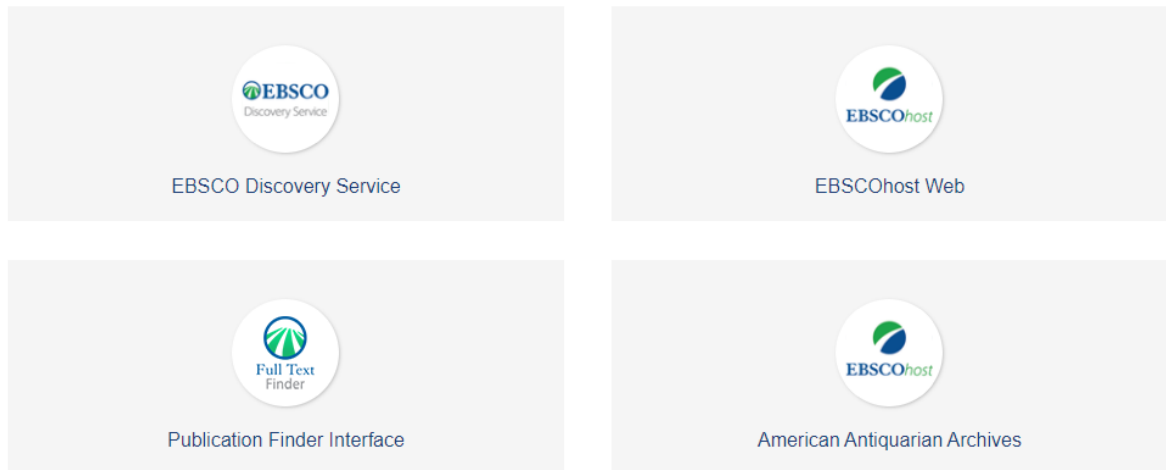 EBSCO
Discovery Service
EBSCO Discovery Service
EBSCOhost
EBSCOhost Web
Full Text
Finder
Publication Finder Interface
EBSCOhost
American Antiquarian Archives